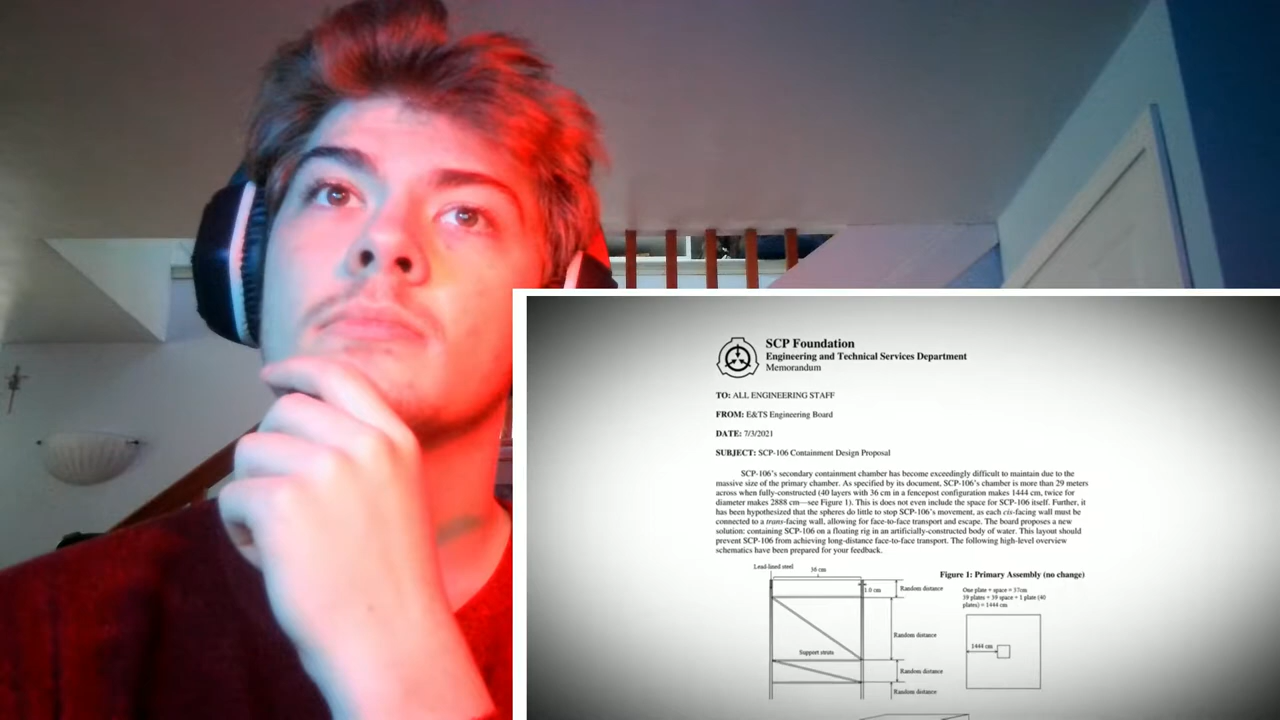 SCP Foundation
Engineering and Technical Services Department
Memorandum
TO: ALL ENGINEERING STAFF
FROM: E&TS Engineering Board
DATE: 7/3/2021
SUBJECT: SCP-106 Containment Design Proposal
SCP-106's secondary containment chamber has become exceedingly difficult to maintain due to the
massive size of the primary chamber. As specified by its document, SCP-106's chamber is more than 29 meters
across when fully-constructed (40 layers with 36 cm in a fencepost configuration makes 1444 cm, twice for
diameter makes 2888 cm—see Figure 1). This is does not even include the space for SCP-106 itself. Further, it
has been hypothesized that the spheres do little to stop SCP-106's movement, as each cis-facing wall must be
connected to a trans-facing wall, allowing for face-to-face transport and escape. The board proposes a new
solution: containing SCP-106 on a floating rig in an artificially-constructed body of water. This layout should
prevent SCP-106 from achieving long-distance face-to-face transport. The following high-level overview
schematics have been prepared for your feedback.
Lead-lined steel
36 cm
Figure 1: Primary Assembly (no change)
1.0 cm
Random distance
One plate + space = 37cm
39 plates + 39 space + 1 plate (40
plates) = 1444 cm
Random distance
Support struts
1444 cm
Random distance
Random distance